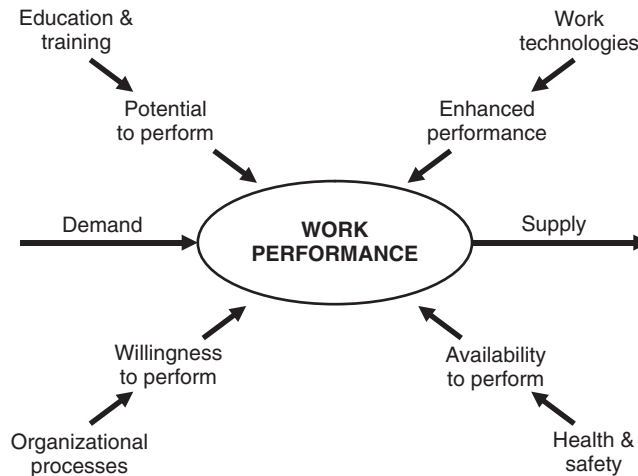 Education &
training
Work
technologies
Potential
to perform
Enhanced
performance
Demand
WORK
PERFORMANCE
Supply
Willingness
to perform
Availability
to perform
Organizational
processes
Health &
safety